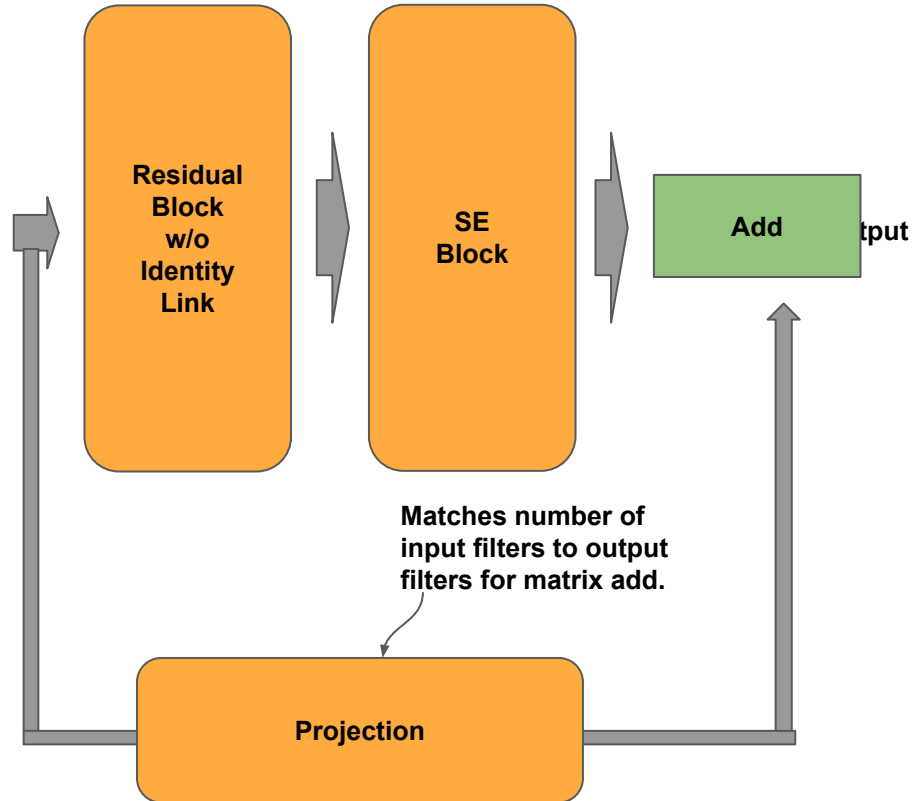 Residual
Block
w/o
Identity
Link
SE
Block
Add
tput
Matches number of
input filters to output
filters for matrix add.
Projection